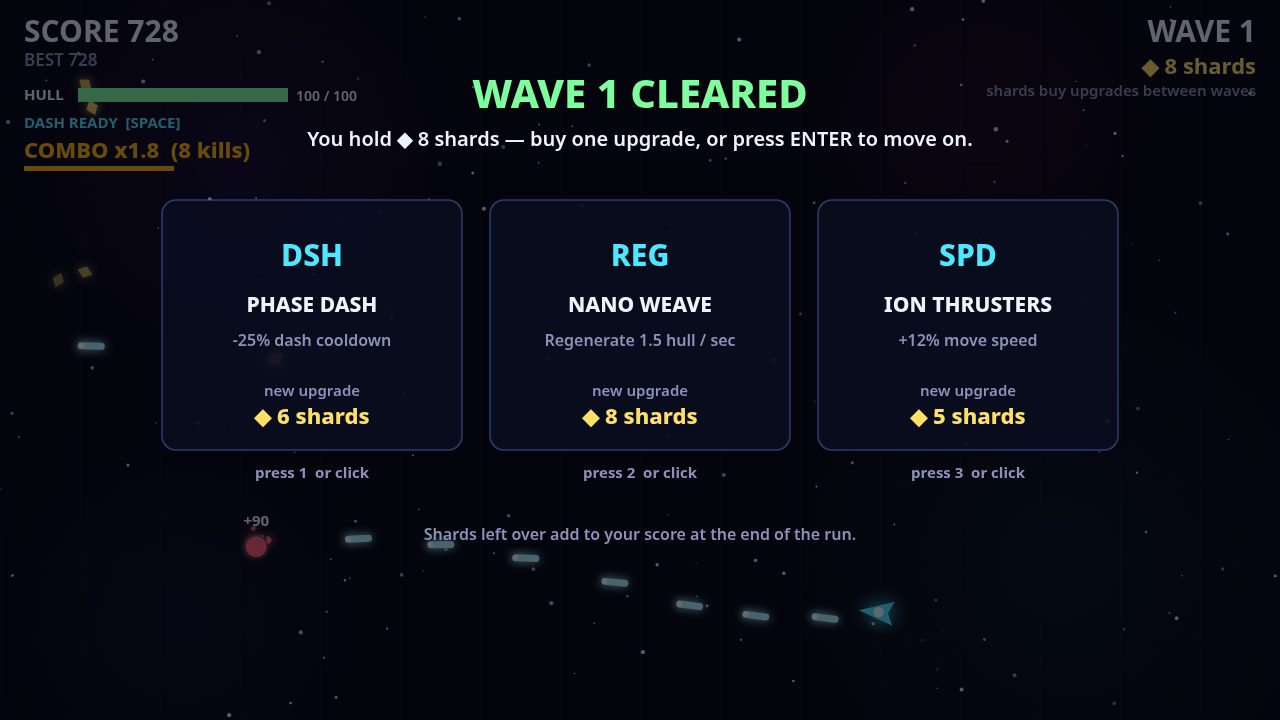 SCORE 728
BEST 728
HULL 100 / 100
DASH READY [SPACE]
COMBO x1.8 (8 kills)
WAVE 1
◆ 8 shards
shards buy upgrades between waves
WAVE 1 CLEARED
You hold ◆ 8 shards — buy one upgrade, or press ENTER to move on.
DSH
PHASE DASH
-25% dash cooldown
new upgrade
◆ 6 shards
press 1 or click
REG
NANO WEAVE
Regenerate 1.5 hull / sec
new upgrade
◆ 8 shards
press 2 or click
SPD
ION THRUSTERS
+12% move speed
new upgrade
◆ 5 shards
press 3 or click
+90
Shards left over add to your score at the end of the run.